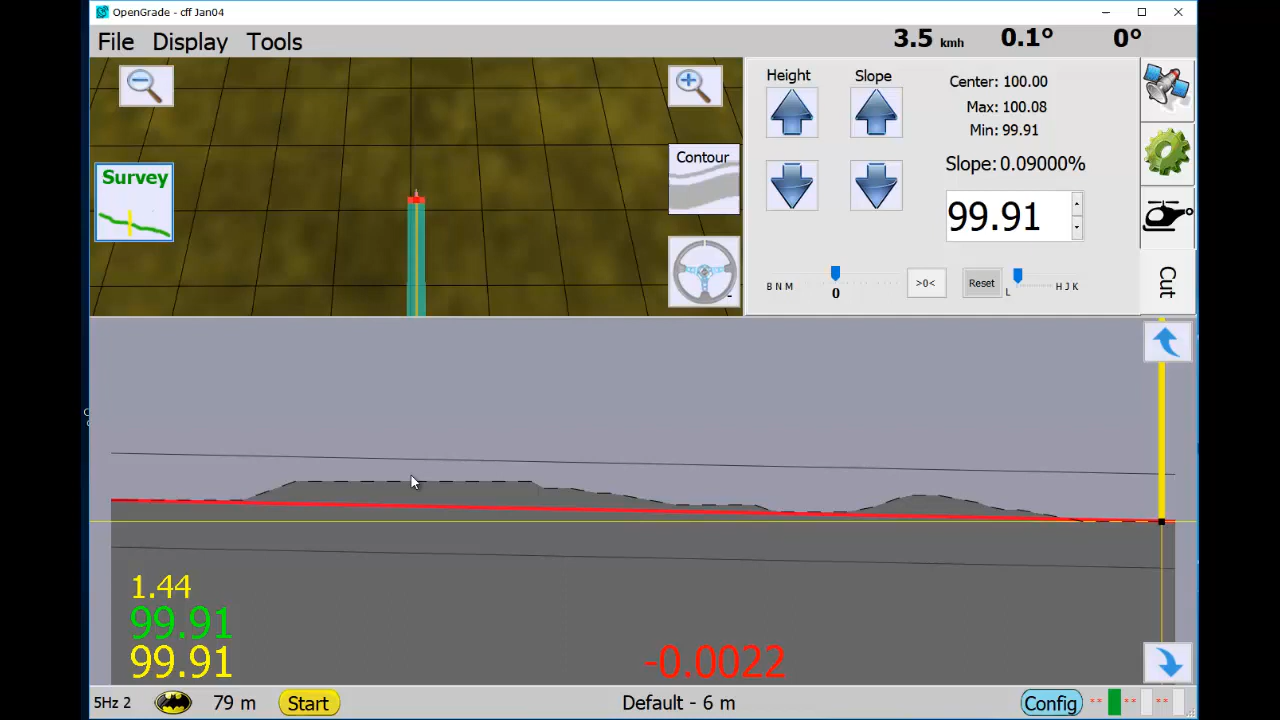 OpenGrade - cff Jan04
File Display Tools
3.5 kmh 0.1° 0°
Survey
Contour
-
Height Slope
Center: 100.00
Max: 100.08
Min: 99.91
Slope: 0.09000%
99.91
B N M
0
>0<
Reset
L
H J K
Cut
1.44
99.91
99.91
-0.0022
5Hz 2
79 m
Start
Default - 6 m
Config
** ** **